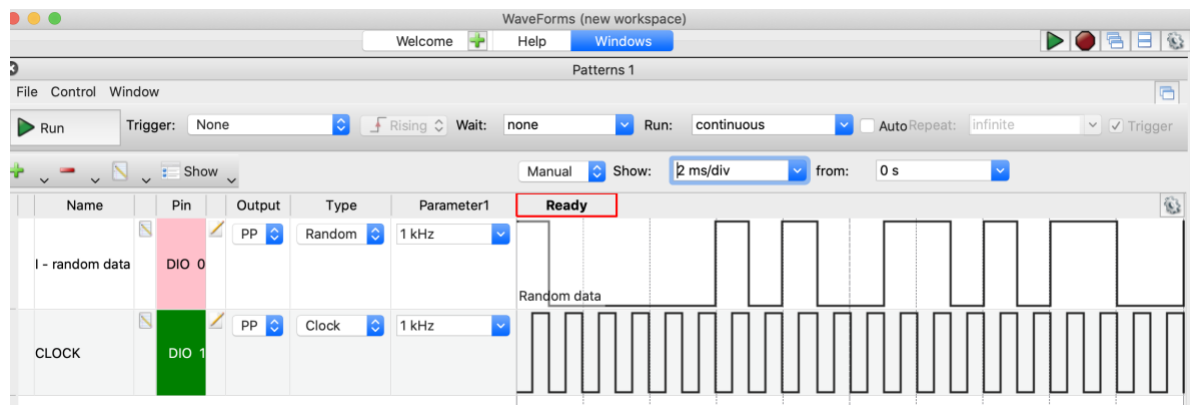 WaveForms (new workspace)
Welcome Help Windows
Patterns 1
File Control Window
Run Trigger: None Rising Wait: none Run: continuous Auto Repeat: infinite Trigger
Show Manual Show: 2 ms/div from: 0 s
Name Pin Output Type Parameter1 Ready
I - random data DIO 0 PP Random 1 kHz
Random data
CLOCK DIO 1 PP Clock 1 kHz